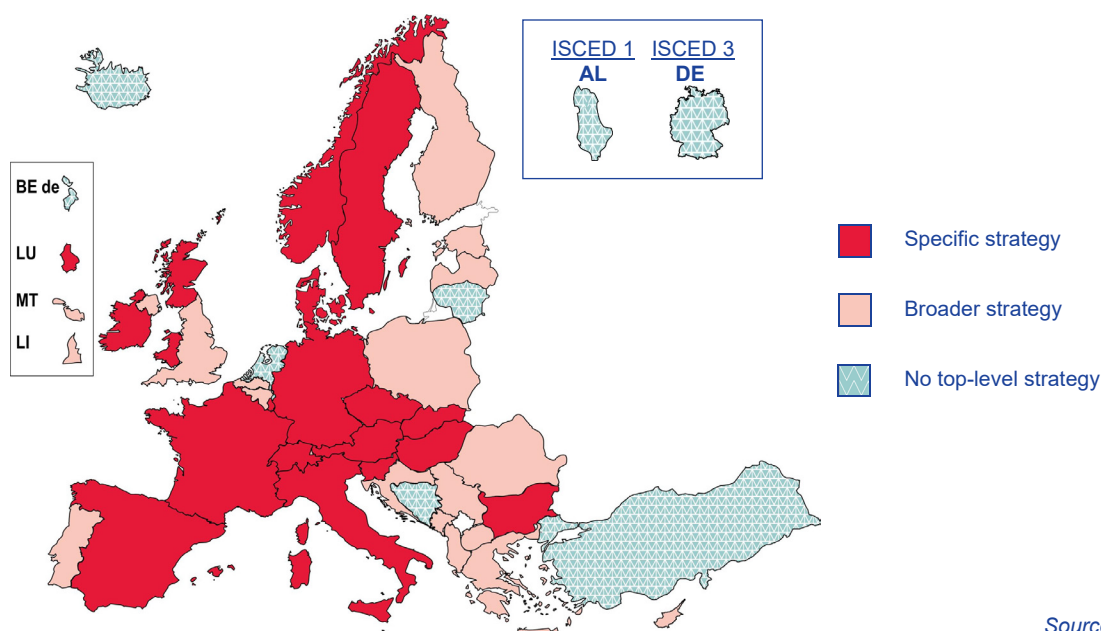 ISCED 1 ISCED 3
AL DE
BE de
LU
MT
LI
Specific strategy
Broader strategy
No top-level strategy
Source